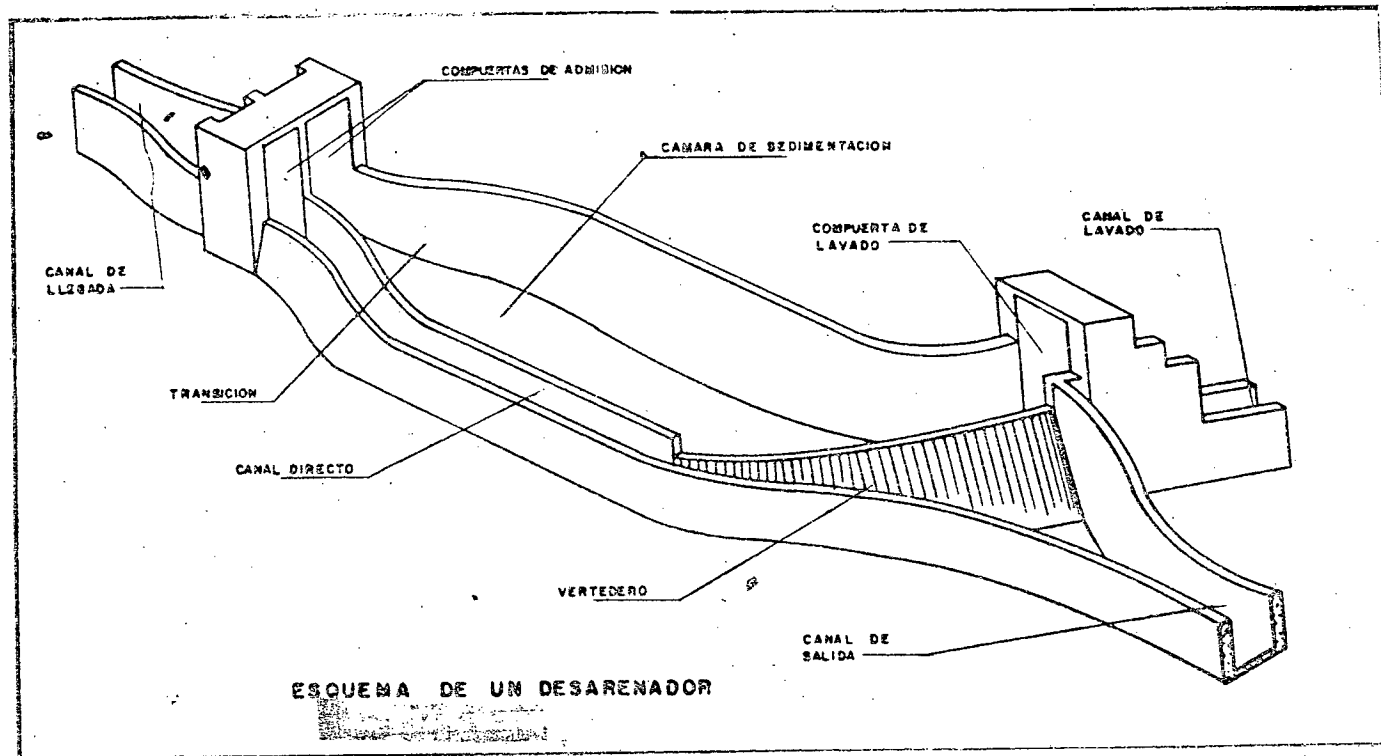 COMPUERTAS DE ADMISION
CAMARA DE SEDIMENTACION
COMPUERTA DE
LAVADO
CANAL DE
LAVADO
CANAL DE
LLEGADA
TRANSICION
CANAL DIRECTO
VERTEDERO
CANAL DE
SALIDA
ESQUEMA DE UN DESARENADOR